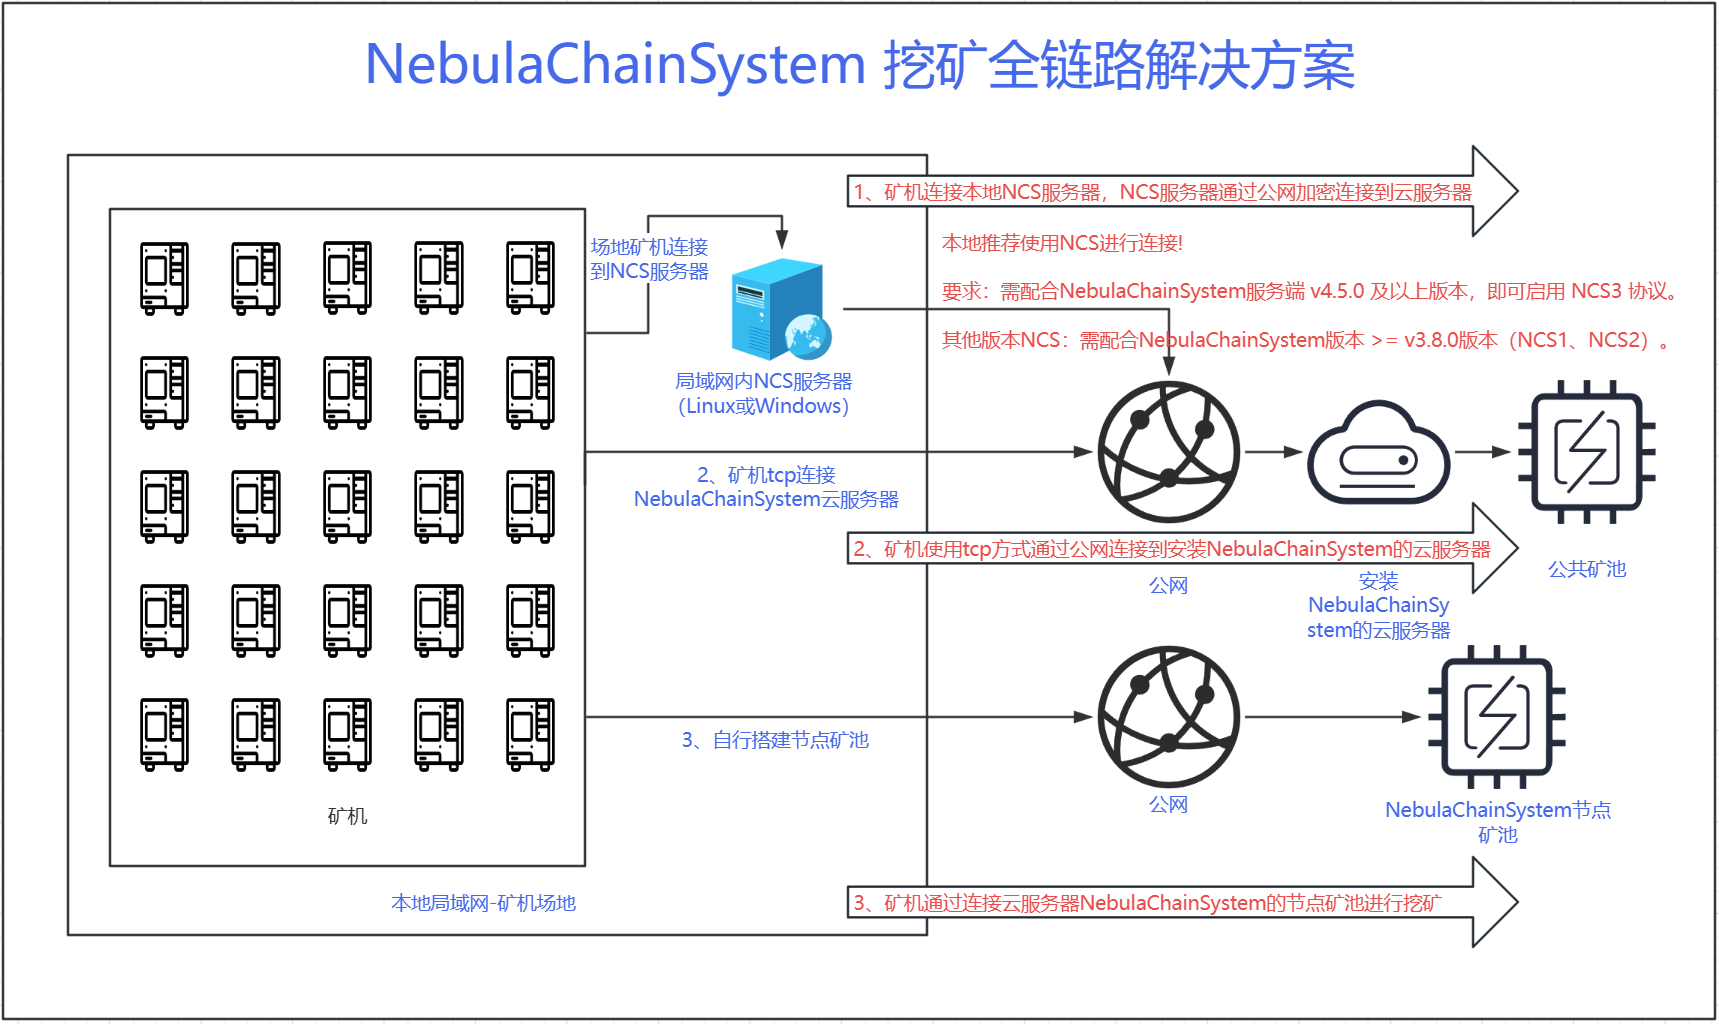 NebulaChainSystem 挖矿全链路解决方案
1、矿机连接本地NCS服务器，NCS服务器通过公网加密连接到云服务器
场地矿机连接
到NCS服务器
本地推荐使用NCS进行连接!
要求：需配合NebulaChainSystem服务端 v4.5.0 及以上版本，即可启用 NCS3 协议。
其他版本NCS：需配合NebulaChainSystem版本 >= v3.8.0版本（NCS1、NCS2）。
局域网内NCS服务器
（Linux或Windows）
2、矿机tcp连接
NebulaChainSystem云服务器
2、矿机使用tcp方式通过公网连接到安装NebulaChainSystem的云服务器
公网
安装
NebulaChainSy
stem的云服务器
公共矿池
3、自行搭建节点矿池
公网
NebulaChainSystem节点
矿池
矿机
本地局域网-矿机场地
3、矿机通过连接云服务器NebulaChainSystem的节点矿池进行挖矿